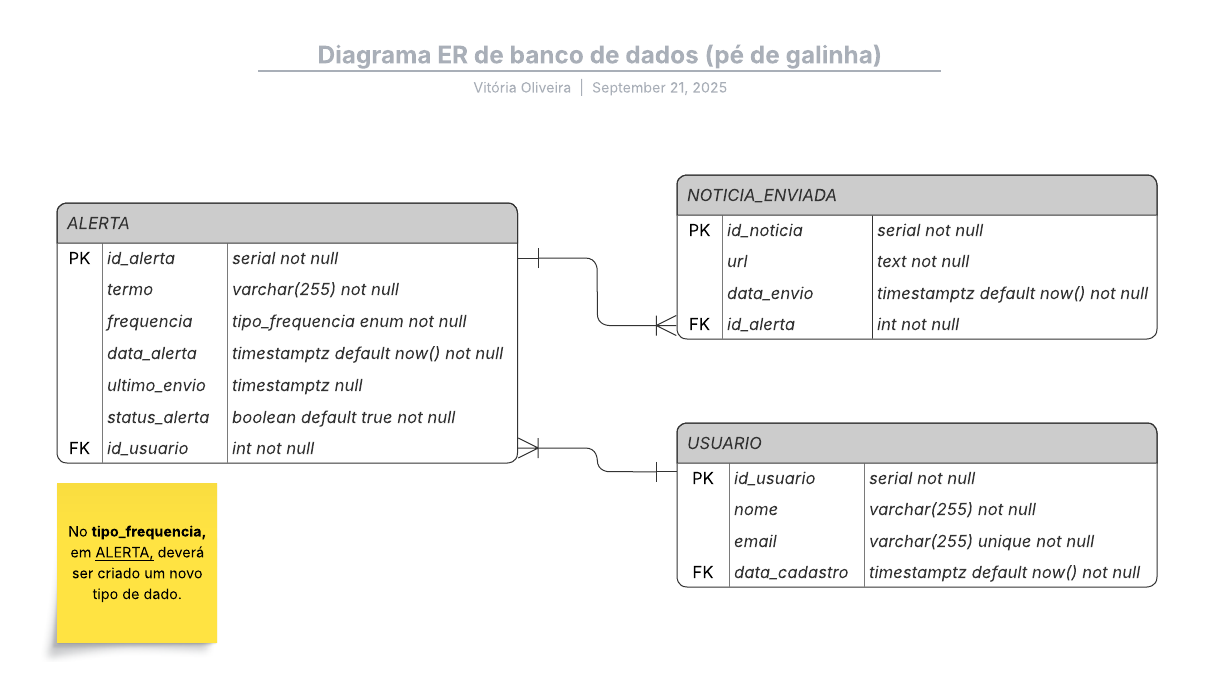 Diagrama ER de banco de dados (pé de galinha)
Vitória Oliveira | September 21, 2025
ALERTA
PK id_alerta serial not null
termo varchar(255) not null
frequencia tipo_frequencia enum not null
data_alerta timestamptz default now() not null
ultimo_envio timestamptz null
status_alerta boolean default true not null
FK id_usuario int not null
NOTICIA_ENVIADA
PK id_noticia serial not null
url text not null
data_envio timestamptz default now() not null
FK id_alerta int not null
USUARIO
PK id_usuario serial not null
nome varchar(255) not null
email varchar(255) unique not null
FK data_cadastro timestamptz default now() not null
No tipo_frequencia,
em ALERTA, deverá
ser criado um novo
tipo de dado.